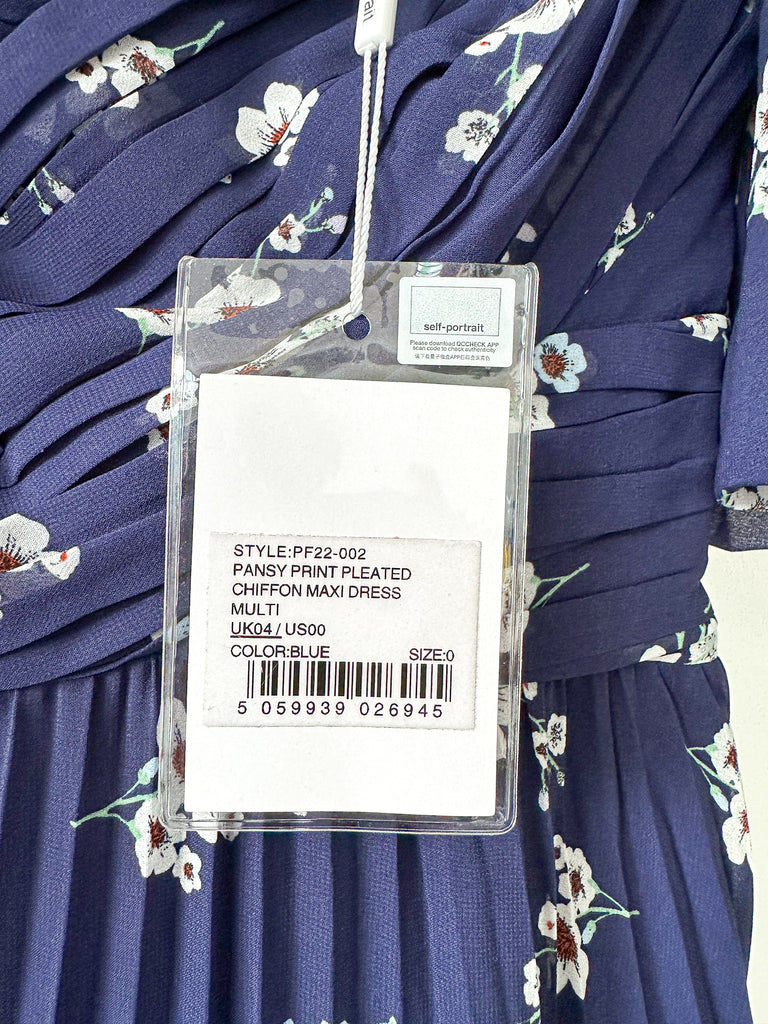 rait
self-portrait
Please download QCCHECK APP
scan code to check authenticity
STYLE:PF22-002
PANSY PRINT PLEATED
CHIFFON MAXI DRESS
MULTI
UK04 / US00
COLOR:BLUE SIZE:0
5 059939 026945